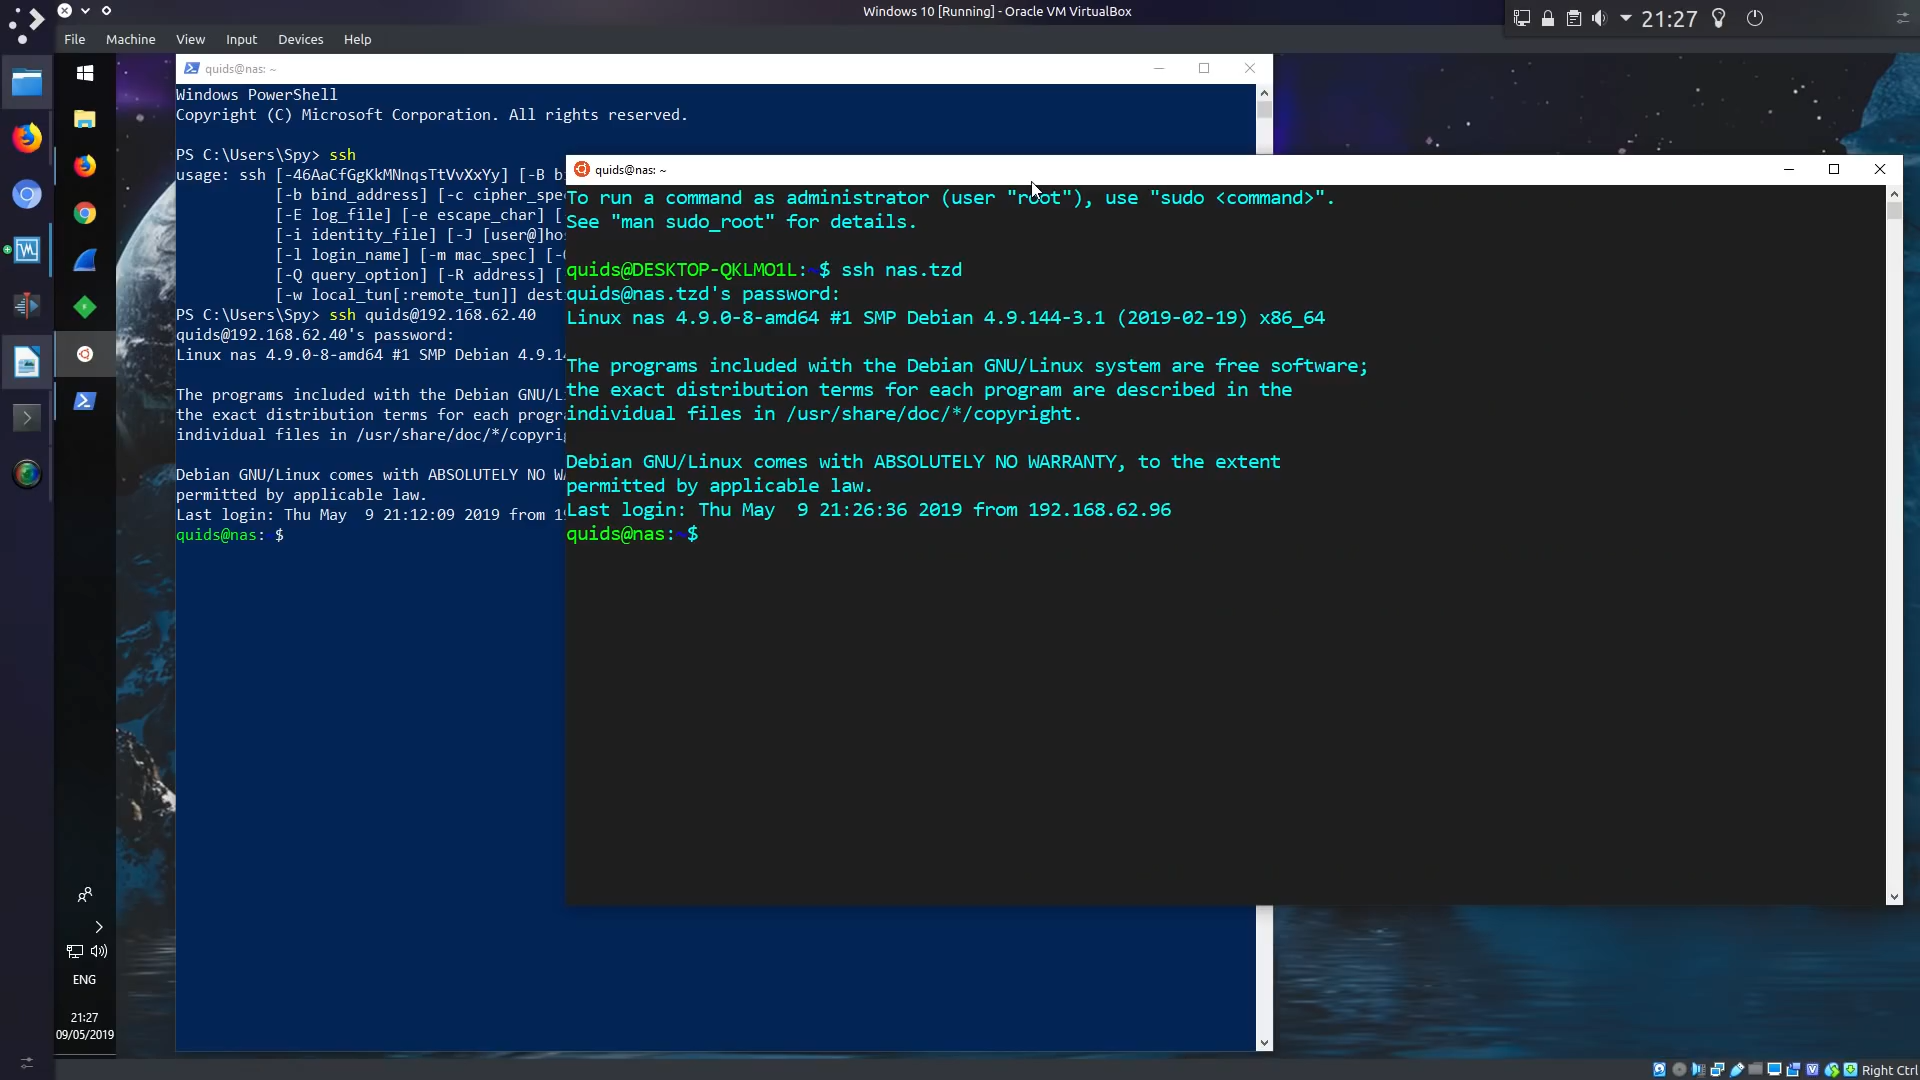 Windows 10 [Running] - Oracle VM VirtualBox
21:27
File Machine View Input Devices Help
quids@nas: ~
Windows PowerShell
Copyright (C) Microsoft Corporation. All rights reserved.
PS C:\Users\Spy> ssh
usage: ssh [-46AaCfGgKkMNnqsTtVvXxYy] [-B b
[-b bind_address] [-c cipher_spe
[-E log_file] [-e escape_char] [
[-i identity_file] [-J [user@]ho
[-l login_name] [-m mac_spec] [-
[-Q query_option] [-R address] [
[-w local_tun[:remote_tun]] dest
PS C:\Users\Spy> ssh quids@192.168.62.40
quids@192.168.62.40's password:
Linux nas 4.9.0-8-amd64 #1 SMP Debian 4.9.14
The programs included with the Debian GNU/L
the exact distribution terms for each progr
individual files in /usr/share/doc/*/copyri
Debian GNU/Linux comes with ABSOLUTELY NO W
permitted by applicable law.
Last login: Thu May  9 21:12:09 2019 from 19
quids@nas:~$
quids@nas: ~
To run a command as administrator (user "root"), use "sudo <command>".
See "man sudo_root" for details.
quids@DESKTOP-QKLMO1L:~$ ssh nas.tzd
quids@nas.tzd's password:
Linux nas 4.9.0-8-amd64 #1 SMP Debian 4.9.144-3.1 (2019-02-19) x86_64
The programs included with the Debian GNU/Linux system are free software;
the exact distribution terms for each program are described in the
individual files in /usr/share/doc/*/copyright.
Debian GNU/Linux comes with ABSOLUTELY NO WARRANTY, to the extent
permitted by applicable law.
Last login: Thu May  9 21:26:36 2019 from 192.168.62.96
quids@nas:~$
ENG
21:27
09/05/2019
Right Ctrl